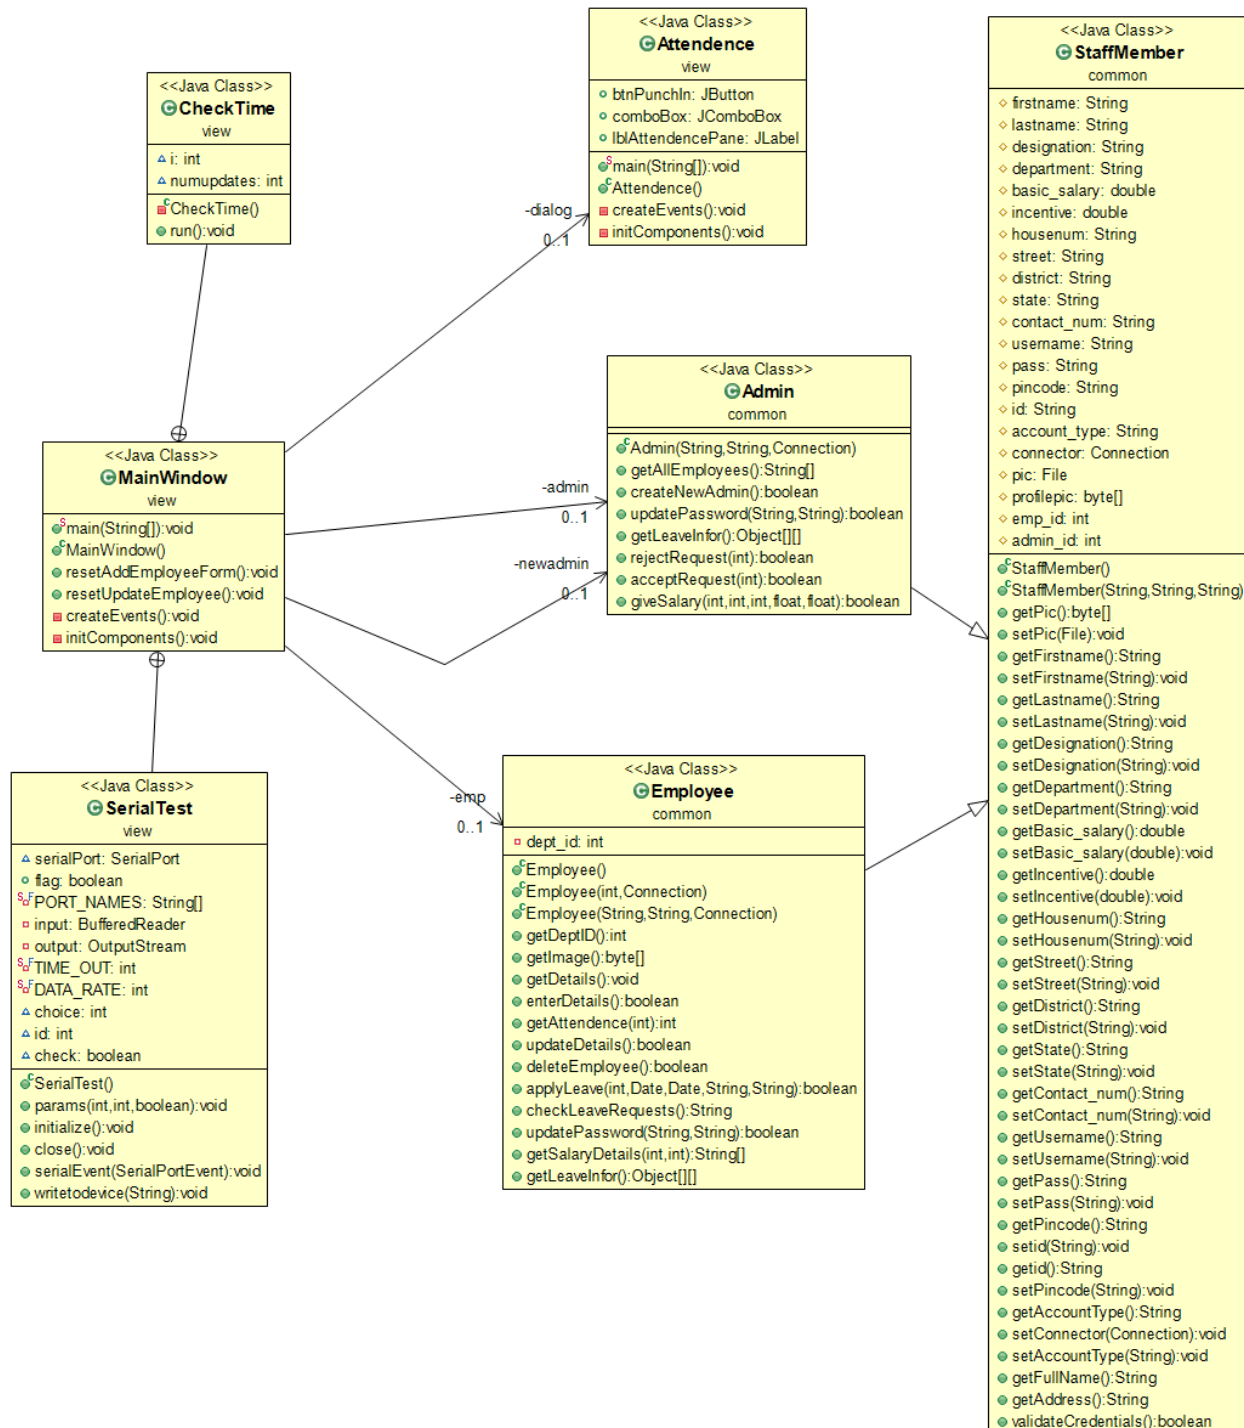 <<Java Class>>
CheckTime
view
i: int
numupdates: int
CheckTime()
run():void
<<Java Class>>
Attendence
view
btnPunchIn: JButton
comboBox: JComboBox
lblAttendencePane: JLabel
main(String[]):void
Attendence()
createEvents():void
initComponents():void
-dialog
0..1
<<Java Class>>
MainWindow
view
main(String[]):void
MainWindow()
resetAddEmployeeForm():void
resetUpdateEmployee():void
createEvents():void
initComponents():void
-admin
0..1
-newadmin
0..1
<<Java Class>>
Admin
common
Admin(String,String,Connection)
getAllEmployees():String[]
createNewAdmin():boolean
updatePassword(String,String):boolean
getLeaveInfor():Object[][]
rejectRequest(int):boolean
acceptRequest(int):boolean
giveSalary(int,int,int,float,float):boolean
<<Java Class>>
SerialTest
view
serialPort: SerialPort
flag: boolean
PORT_NAMES: String[]
input: BufferedReader
output: OutputStream
TIME_OUT: int
DATA_RATE: int
choice: int
id: int
check: boolean
SerialTest()
params(int,int,boolean):void
initialize():void
close():void
serialEvent(SerialPortEvent):void
writetodevice(String):void
-emp
0..1
<<Java Class>>
Employee
common
dept_id: int
Employee()
Employee(int,Connection)
Employee(String,String,Connection)
getDeptID():int
getImage():byte[]
getDetails():void
enterDetails():boolean
getAttendence(int):int
updateDetails():boolean
deleteEmployee():boolean
applyLeave(int,Date,Date,String,String):boolean
checkLeaveRequests():String
updatePassword(String,String):boolean
getSalaryDetails(int,int):String[]
getLeaveInfor():Object[][]
<<Java Class>>
StaffMember
common
firstname: String
lastname: String
designation: String
department: String
basic_salary: double
incentive: double
housenum: String
street: String
district: String
state: String
contact_num: String
username: String
pass: String
pincode: String
id: String
account_type: String
connector: Connection
pic: File
profilepic: byte[]
emp_id: int
admin_id: int
StaffMember()
StaffMember(String,String,String)
getPic():byte[]
setPic(File):void
getFirstname():String
setFirstname(String):void
getLastname():String
setLastname(String):void
getDesignation():String
setDesignation(String):void
getDepartment():String
setDepartment(String):void
getBasic_salary():double
setBasic_salary(double):void
getIncentive():double
setIncentive(double):void
getHousenum():String
setHousenum(String):void
getStreet():String
setStreet(String):void
getDistrict():String
setDistrict(String):void
getState():String
setState(String):void
getContact_num():String
setContact_num(String):void
getUsername():String
setUsername(String):void
getPass():String
setPass(String):void
getPincode():String
setid(String):void
getid():String
setPincode(String):void
getAccountType():String
setConnector(Connection):void
setAccountType(String):void
getFullName():String
getAddress():String
validateCredentials():boolean